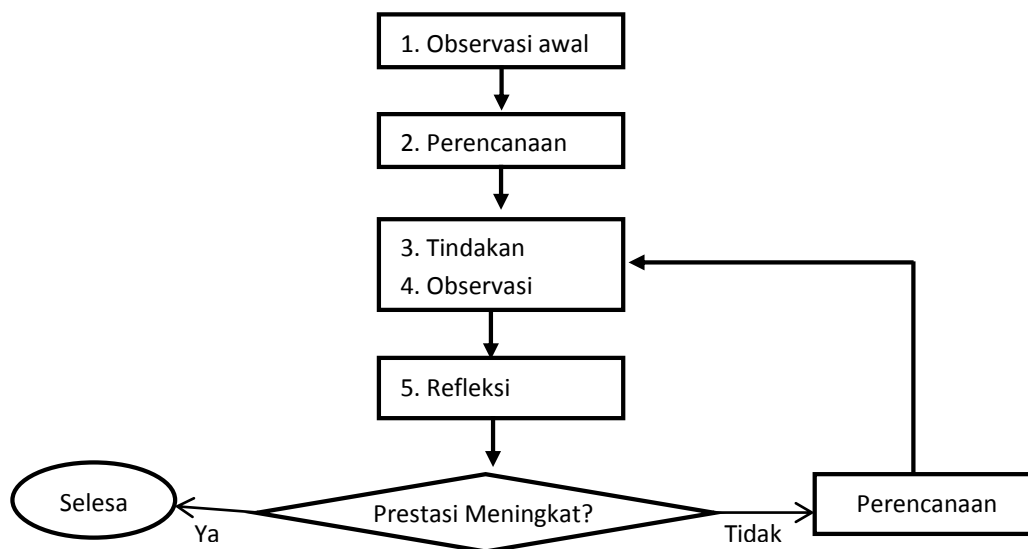 1. Observasi awal
2. Perencanaan
3. Tindakan
4. Observasi
5. Refleksi
Selesa
Ya
Prestasi Meningkat?
Tidak
Perencanaan